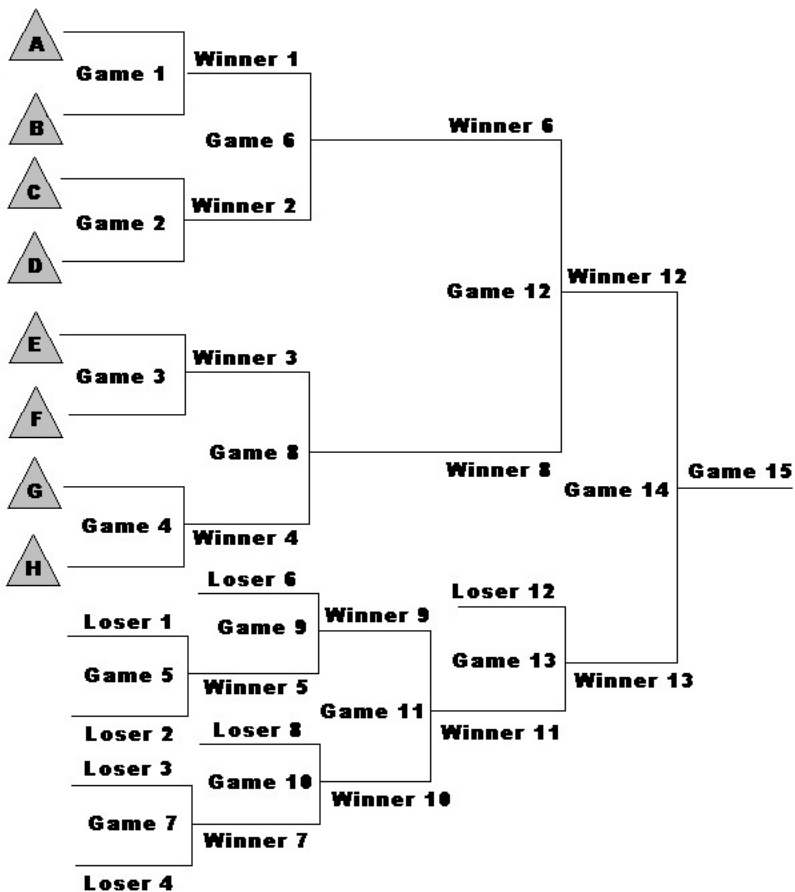 A
Winner 1
Game 1
B
Winner 6
Game 6
C
Winner 2
Game 2
D
Winner 12
Game 12
E
Winner 3
Game 3
F
Game 8
Winner 8
Game 15
G
Game 14
Game 4
Winner 4
H
Loser 6
Loser 12
Loser 1
Winner 9
Game 9
Game 13
Game 5
Winner 5
Winner 13
Game 11
Loser 2
Loser 8
Winner 11
Loser 3
Game 10
Winner 10
Game 7
Winner 7
Loser 4